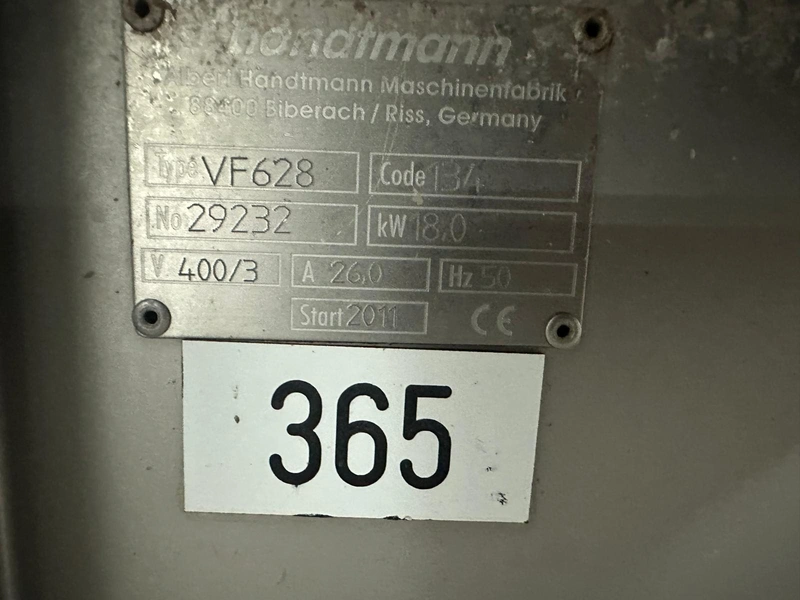 handtmann
Albert Handtmann Maschinenfabrik
88400 Biberach / Riss, Germany
Type VF628 Code 134
No 29232 kW 18,0
V 400/3 A 26,0 Hz 50
Start 2011 CE
365